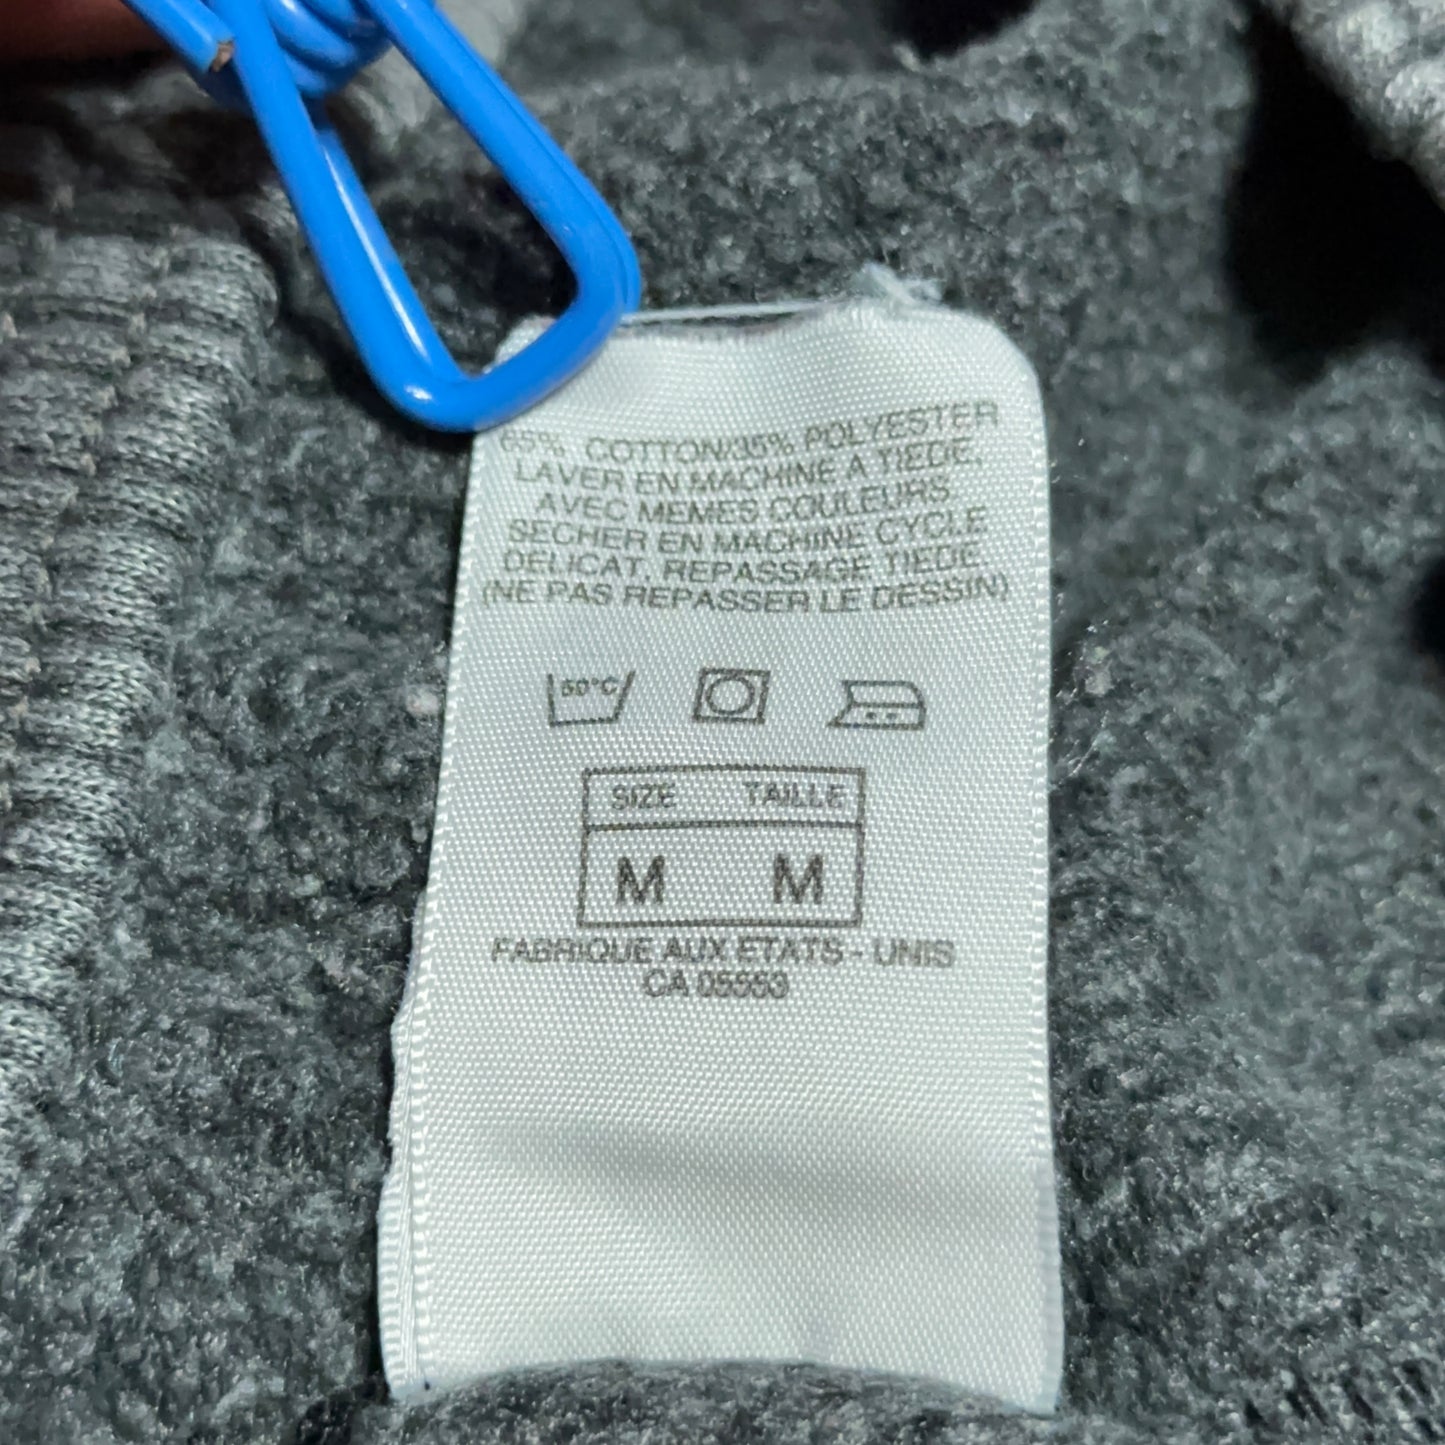 65% COTTON/35% POLYESTER
LAVER EN MACHINE A TIEDE,
AVEC MEMES COULEURS.
SECHER EN MACHINE CYCLE
DELICAT. REPASSAGE TIEDE.
(NE PAS REPASSER LE DESSIN)
50°C
SIZE TAILLE
M M
FABRIQUE AUX ETATS - UNIS
CA 05553